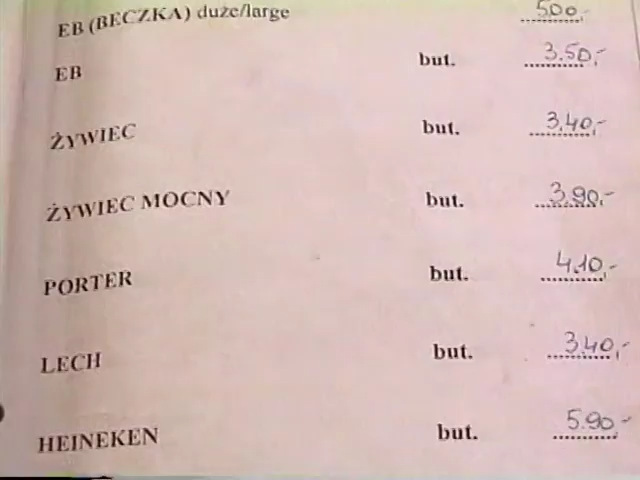 EB (BECZKA) duże/large 5.00,-
EB but. 3.50,-
ŻYWIEC but. 3.40,-
ŻYWIEC MOCNY but. 3.90,-
PORTER but. 4.10,-
LECH but. 3.40,-
HEINEKEN but. 5.90,-